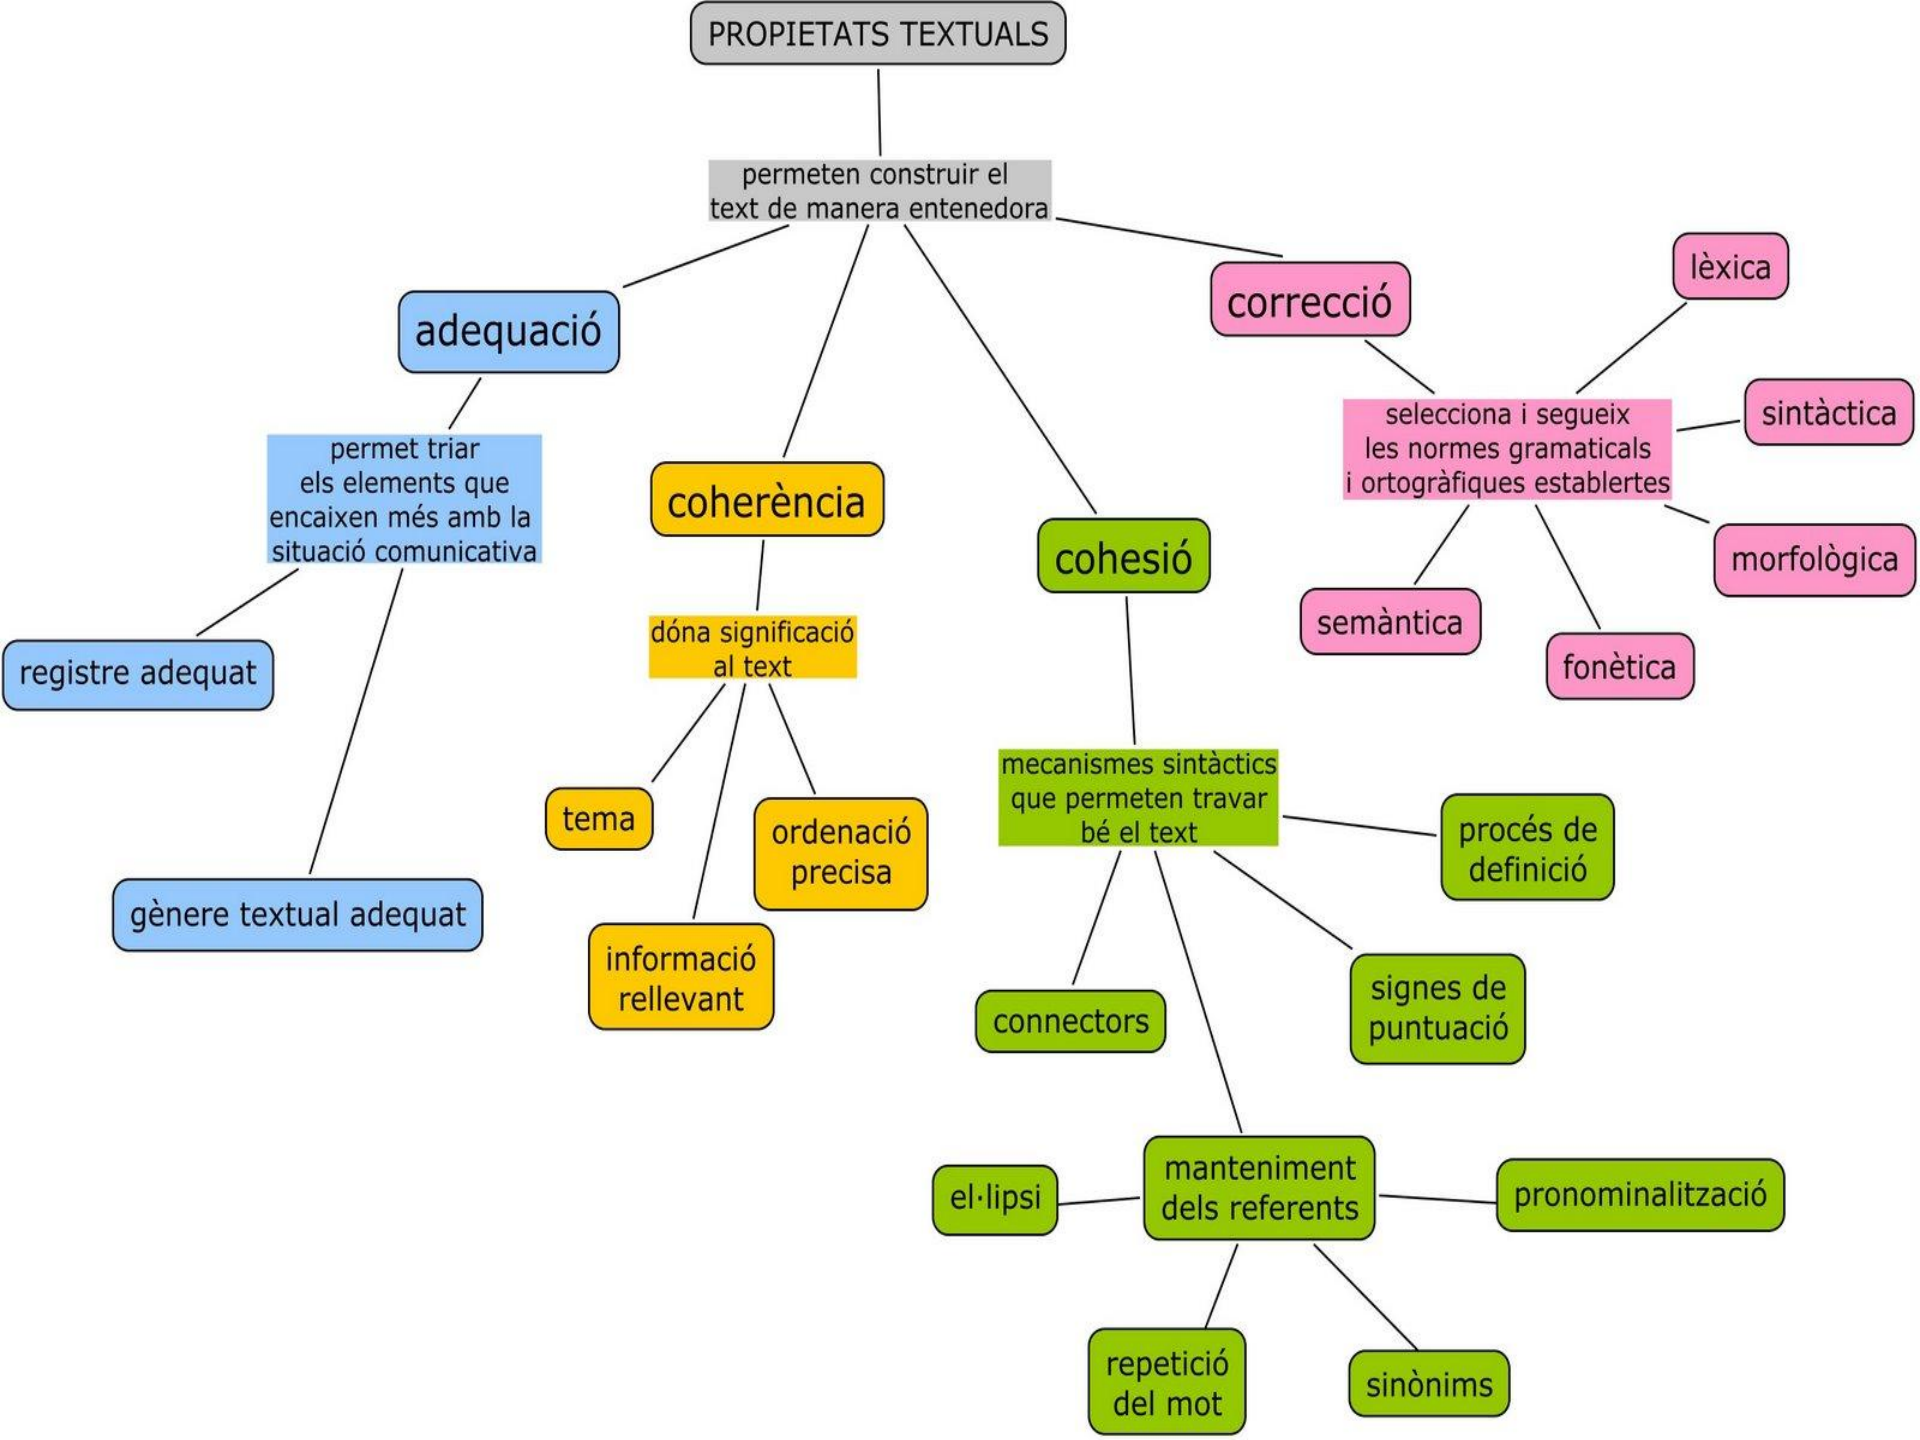 PROPIETATS TEXTUALS
permeten construir el
text de manera entenedora
adequació
permet triar
els elements que
encaixen més amb la
situació comunicativa
registre adequat
gènere textual adequat
coherència
dóna significació
al text
tema
informació
rellevant
ordenació
precisa
cohesió
mecanismes sintàctics
que permeten travar
bé el text
connectors
manteniment
dels referents
el·lipsi
repetició
del mot
sinònims
pronominalització
signes de
puntuació
procés de
definició
correcció
selecciona i segueix
les normes gramaticals
i ortogràfiques establertes
lèxica
sintàctica
morfològica
fonètica
semàntica